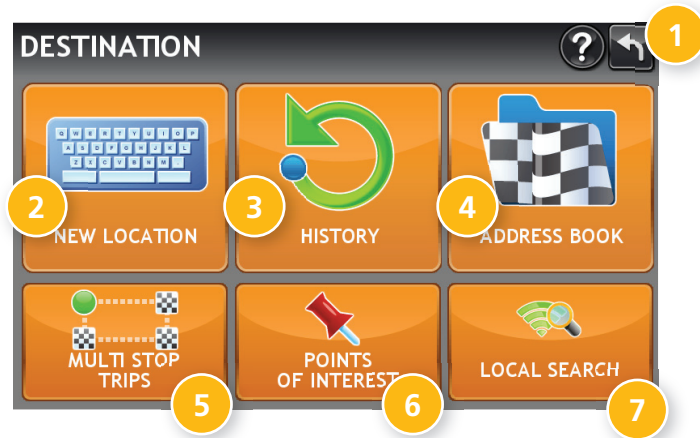 1
DESTINATION
?
Q W E R T Y U I O P
A S D F G H J K L
Z X C V B N M .
2
3
4
NEW LOCATION
HISTORY
ADDRESS BOOK
MULTI STOP
TRIPS
POINTS
OF INTEREST
LOCAL SEARCH
5
6
7